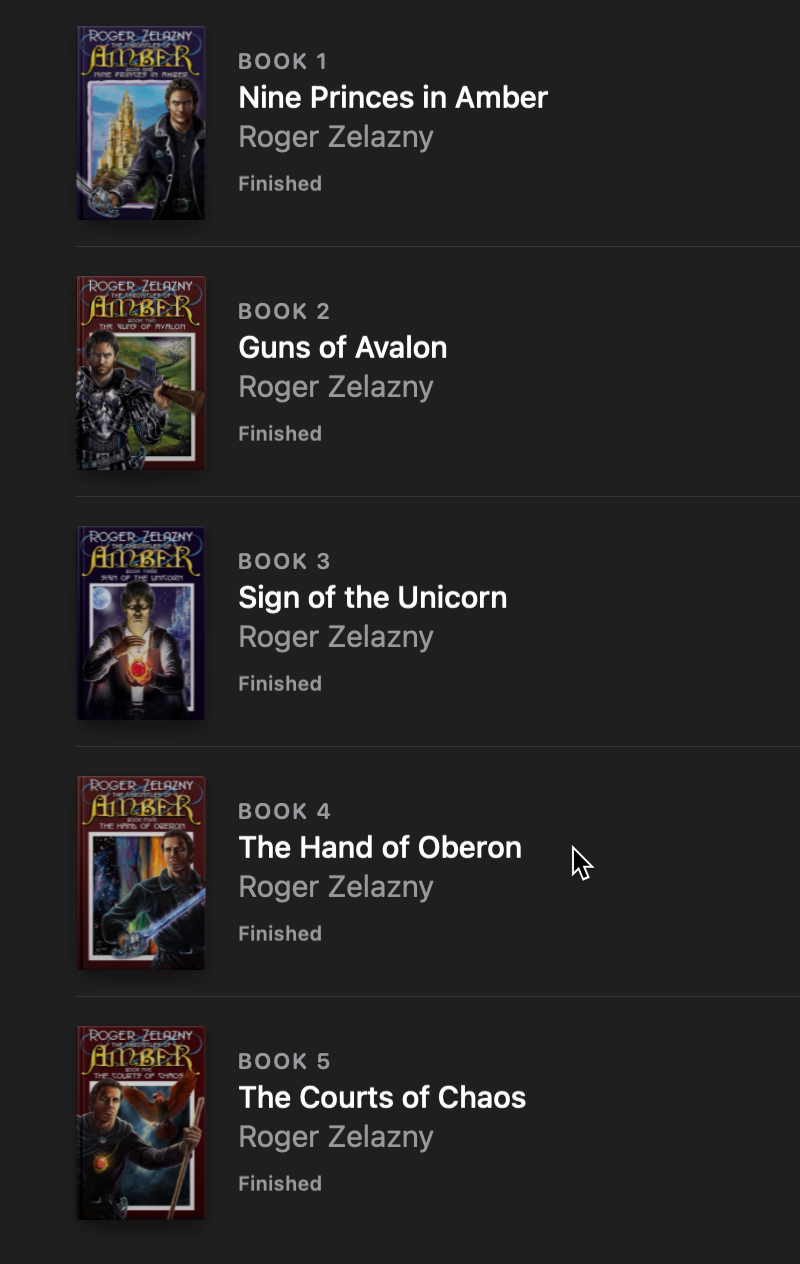 ROGER ZELAZNY
THE CHRONICLES OF
AMBER
BOOK ONE
NINE PRINCES IN AMBER
BOOK 1
Nine Princes in Amber
Roger Zelazny
Finished
ROGER ZELAZNY
THE CHRONICLES OF
AMBER
BOOK TWO
THE GUNS OF AVALON
BOOK 2
Guns of Avalon
Roger Zelazny
Finished
ROGER ZELAZNY
THE CHRONICLES OF
AMBER
BOOK THREE
SIGN OF THE UNICORN
BOOK 3
Sign of the Unicorn
Roger Zelazny
Finished
ROGER ZELAZNY
THE CHRONICLES OF
AMBER
BOOK FOUR
THE HAND OF OBERON
BOOK 4
The Hand of Oberon
Roger Zelazny
Finished
ROGER ZELAZNY
THE CHRONICLES OF
AMBER
BOOK FIVE
THE COURTS OF CHAOS
BOOK 5
The Courts of Chaos
Roger Zelazny
Finished